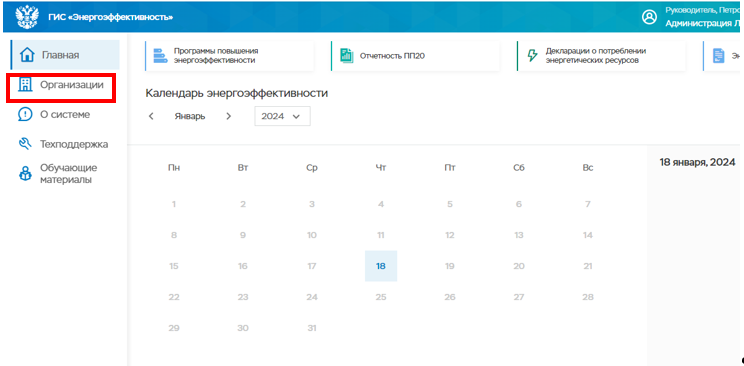 ГИС «Энергоэффективность»
Руководитель, Петро
Администрация Л
Главная
Организации
О системе
Техподдержка
Обучающие
материалы
Программы повышения
энергоэффективности
Отчетность ПП20
Декларации о потреблении
энергетических ресурсов
Эн
Календарь энергоэффективности
Январь
2024
Пн Вт Ср Чт Пт Сб Вс
18 января, 2024
1 2 3 4 5 6 7
8 9 10 11 12 13 14
15 16 17 18 19 20 21
22 23 24 25 26 27 28
29 30 31